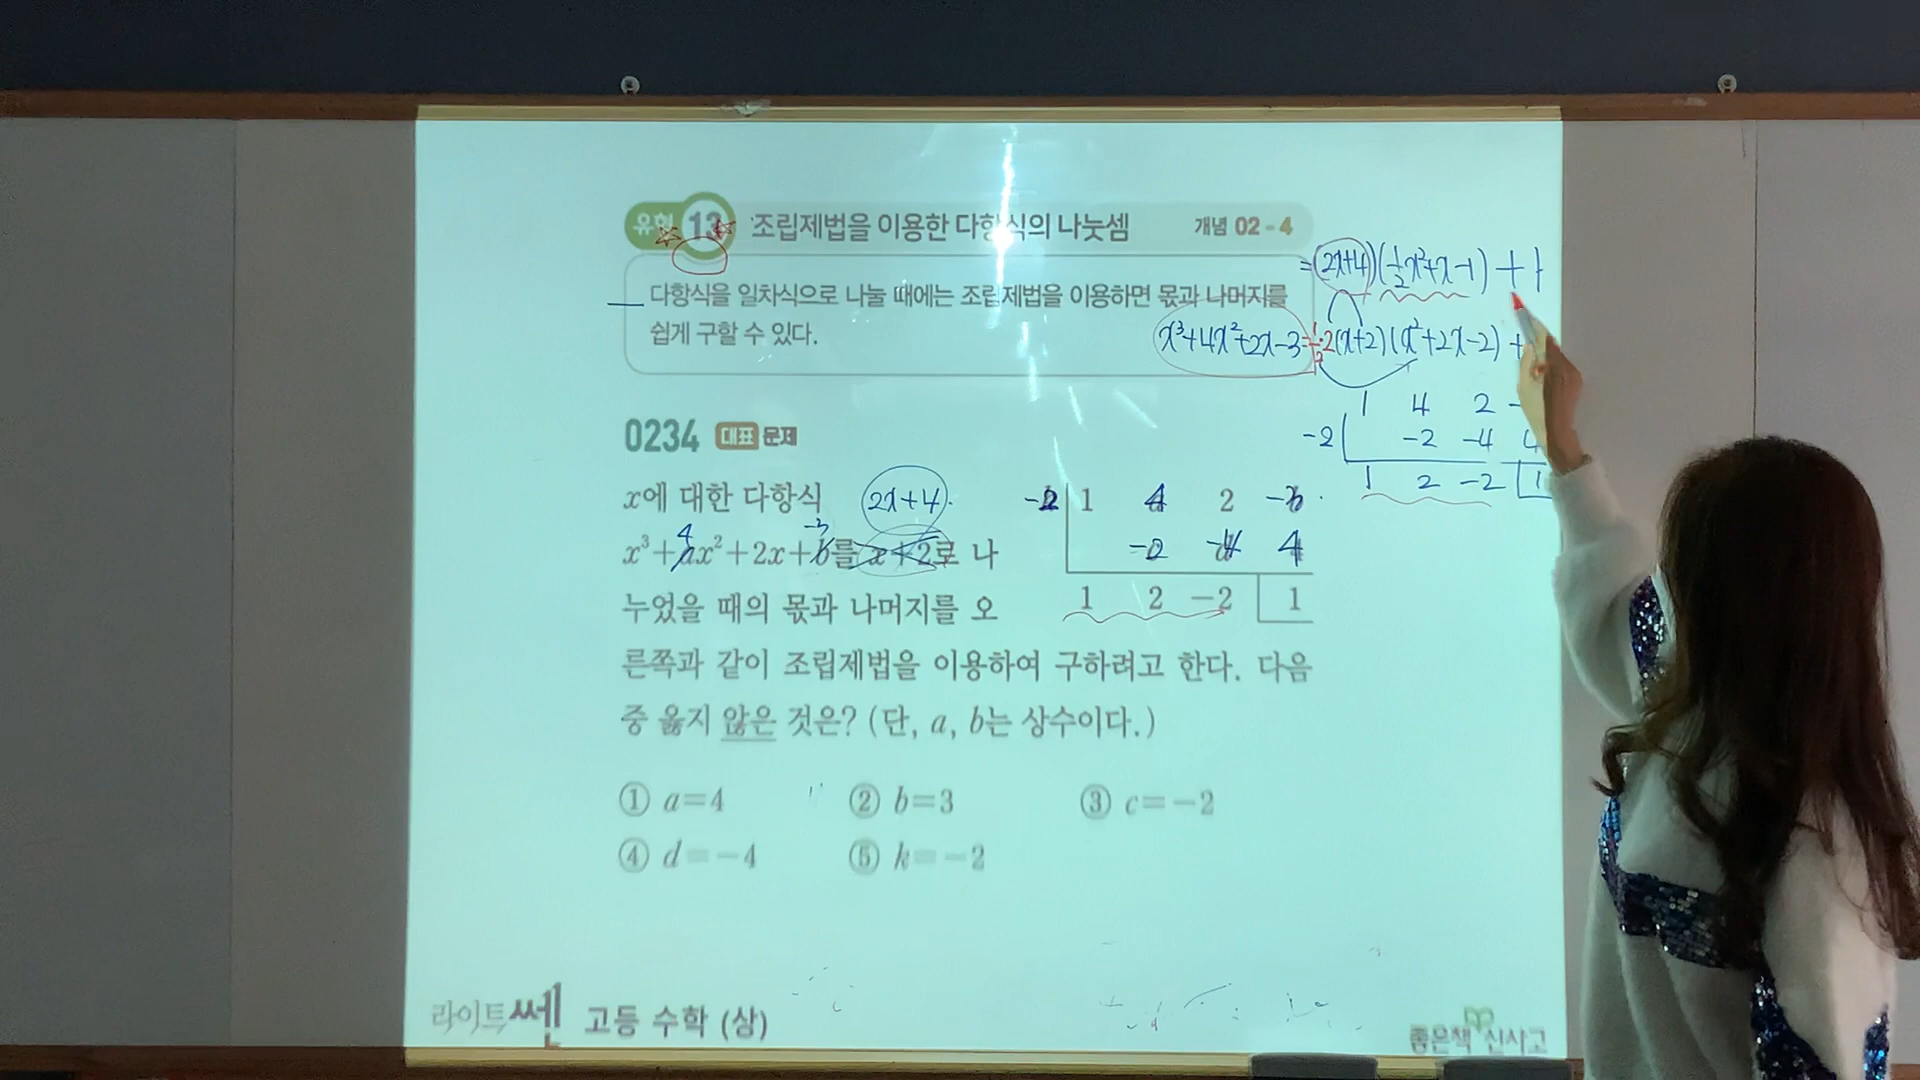 유형 13 조립제법을 이용한 다항식의 나눗셈 개념 02-4
다항식을 일차식으로 나눌 때에는 조립제법을 이용하면 몫과 나머지를
쉽게 구할 수 있다.
=(2x+4)(½x²+x-1)+1
x³+4x²+2x-3=½·2(x+2)(x²+2x-2)+
1 4 2 -
-2 -2 -4 4
1 2 -2 1
0234 대표 문제
x에 대한 다항식 2x+4
x³+ax²+2x+b를 x+2로 나
4 -3
누었을 때의 몫과 나머지를 오
른쪽과 같이 조립제법을 이용하여 구하려고 한다. 다음
중 옳지 않은 것은? (단, a, b는 상수이다.)
-2 1 4 2
-2 -4 4
1 2 -2 1
① a=4 ② b=3 ③ c=-2
④ d=-4 ⑤ k=-2
라이트쎈 고등 수학 (상)
좋은책 신사고